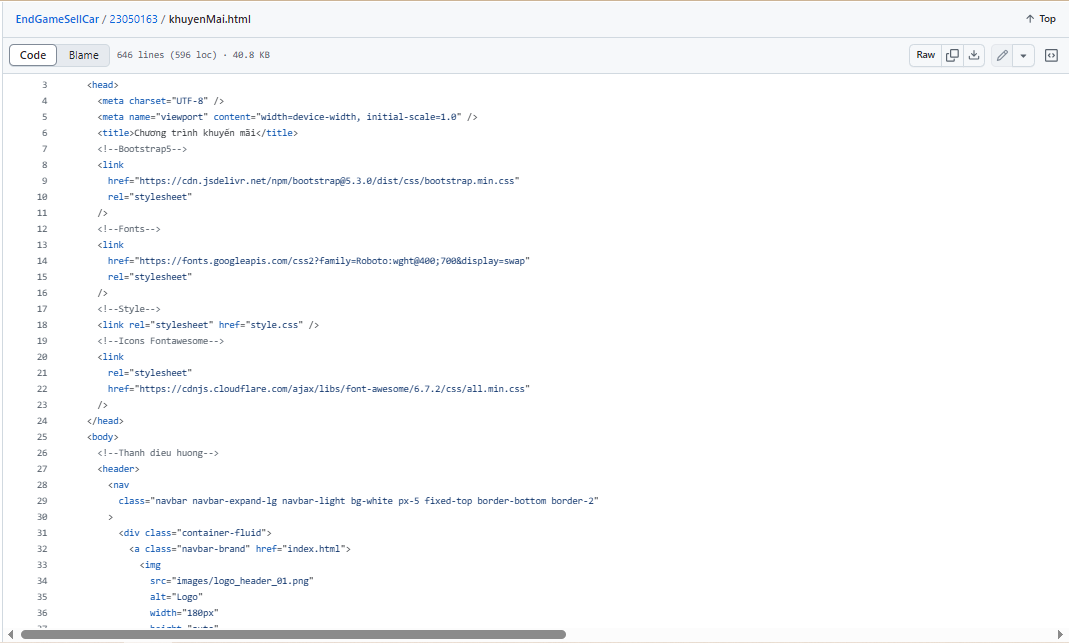 EndGameSellCar / 23050163 / khuyenMai.html
Top
Code Blame 646 lines (596 loc) · 40.8 KB Raw
3 <head>
4 <meta charset="UTF-8" />
5 <meta name="viewport" content="width=device-width, initial-scale=1.0" />
6 <title>Chương trình khuyến mãi</title>
7 <!--Bootstrap5-->
8 <link
9 href="https://cdn.jsdelivr.net/npm/bootstrap@5.3.0/dist/css/bootstrap.min.css"
10 rel="stylesheet"
11 />
12 <!--Fonts-->
13 <link
14 href="https://fonts.googleapis.com/css2?family=Roboto:wght@400;700&display=swap"
15 rel="stylesheet"
16 />
17 <!--Style-->
18 <link rel="stylesheet" href="style.css" />
19 <!--Icons Fontawesome-->
20 <link
21 rel="stylesheet"
22 href="https://cdnjs.cloudflare.com/ajax/libs/font-awesome/6.7.2/css/all.min.css"
23 />
24 </head>
25 <body>
26 <!--Thanh dieu huong-->
27 <header>
28 <nav
29 class="navbar navbar-expand-lg navbar-light bg-white px-5 fixed-top border-bottom border-2"
30 >
31 <div class="container-fluid">
32 <a class="navbar-brand" href="index.html">
33 <img
34 src="images/logo_header_01.png"
35 alt="Logo"
36 width="180px"